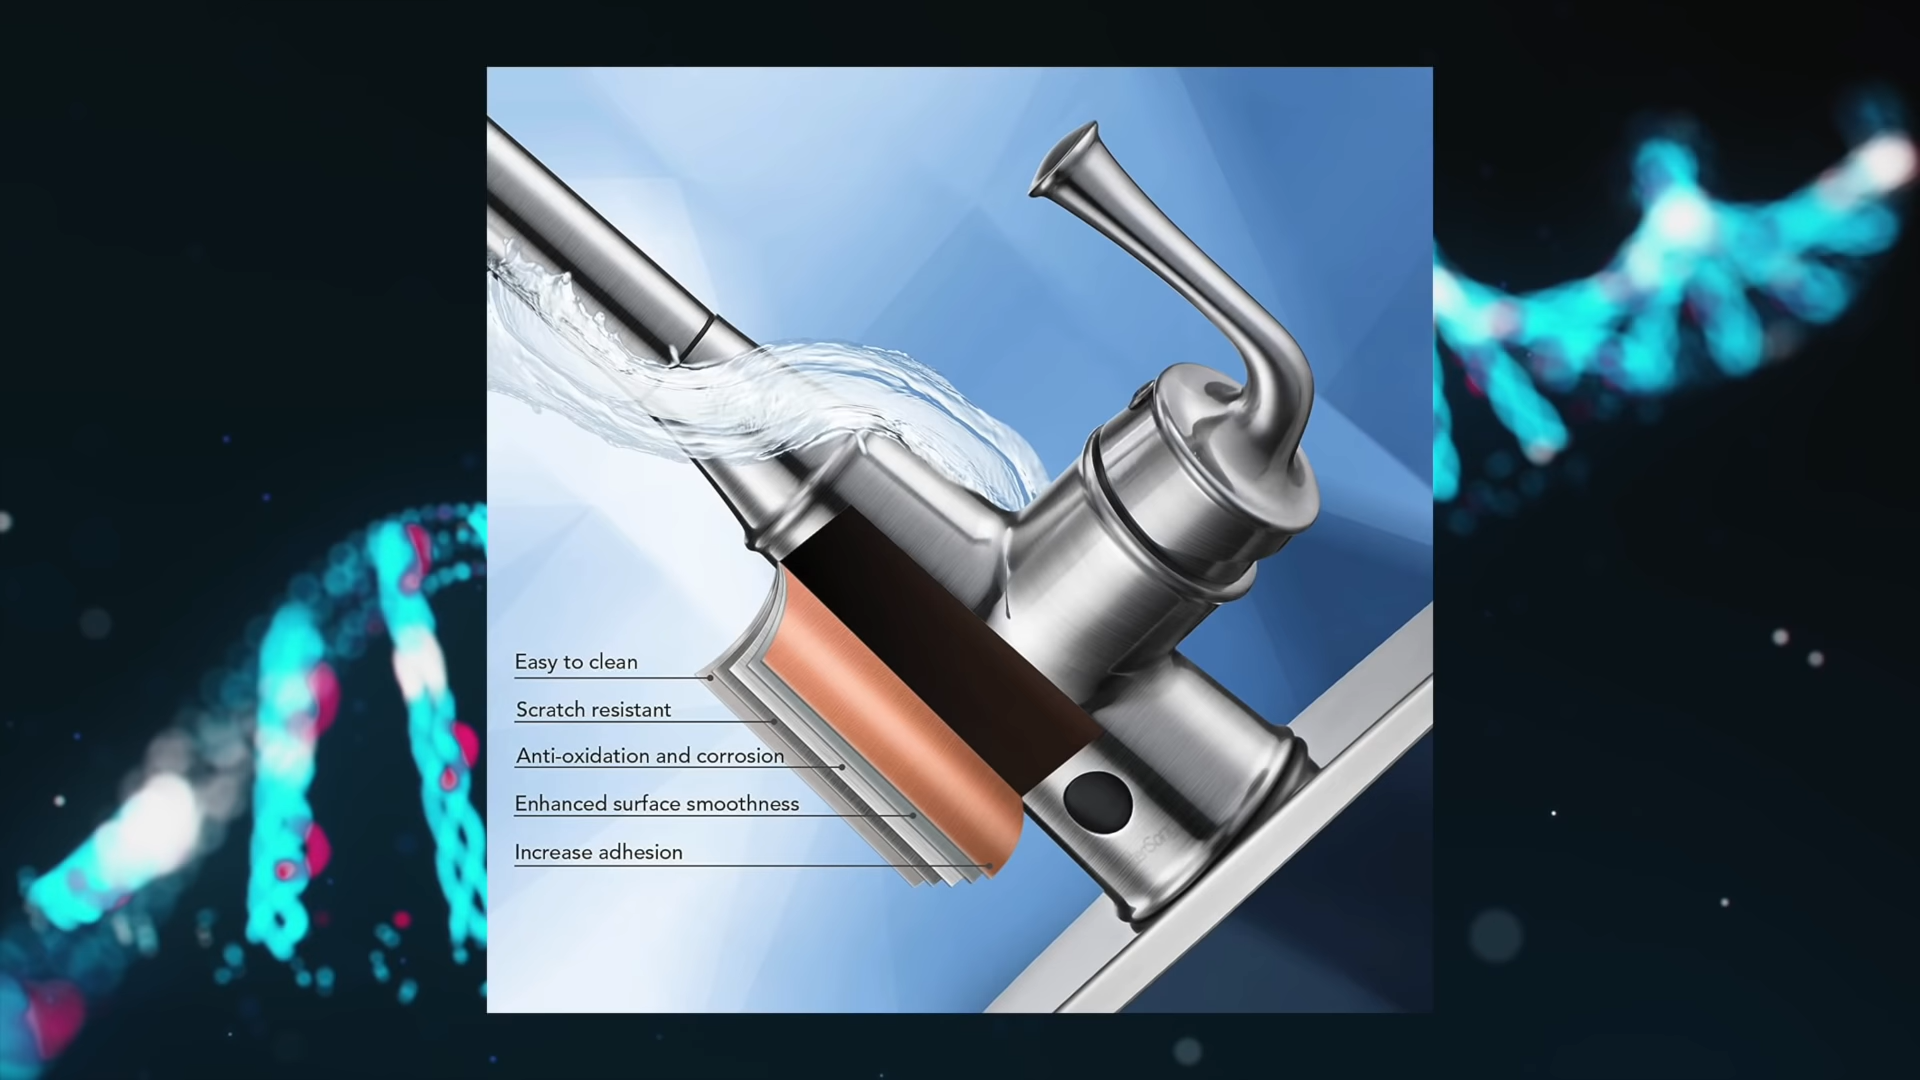 Easy to clean
Scratch resistant
Anti-oxidation and corrosion
Enhanced surface smoothness
Increase adhesion